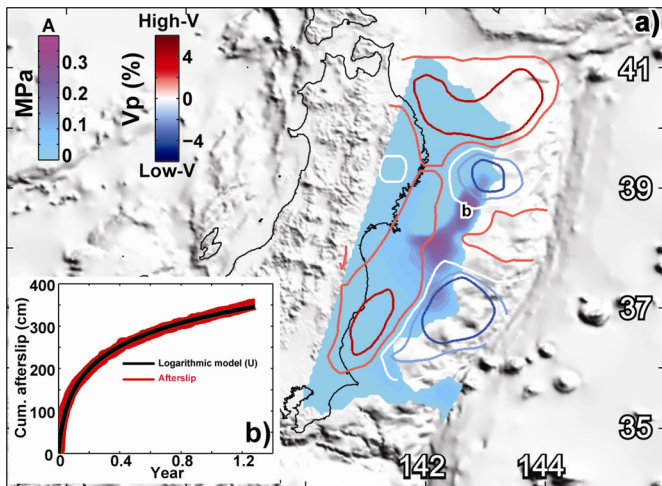 A
High-V
a)
MPa
0.3
0.2
0.1
0
Vp (%)
4
0
−4
Low-V
41
39
37
35
142
144
b
Cum. afterslip (cm)
400
300
200
100
0
Logarithmic model (U)
Afterslip
b)
0
0.4
0.8
1.2
Year